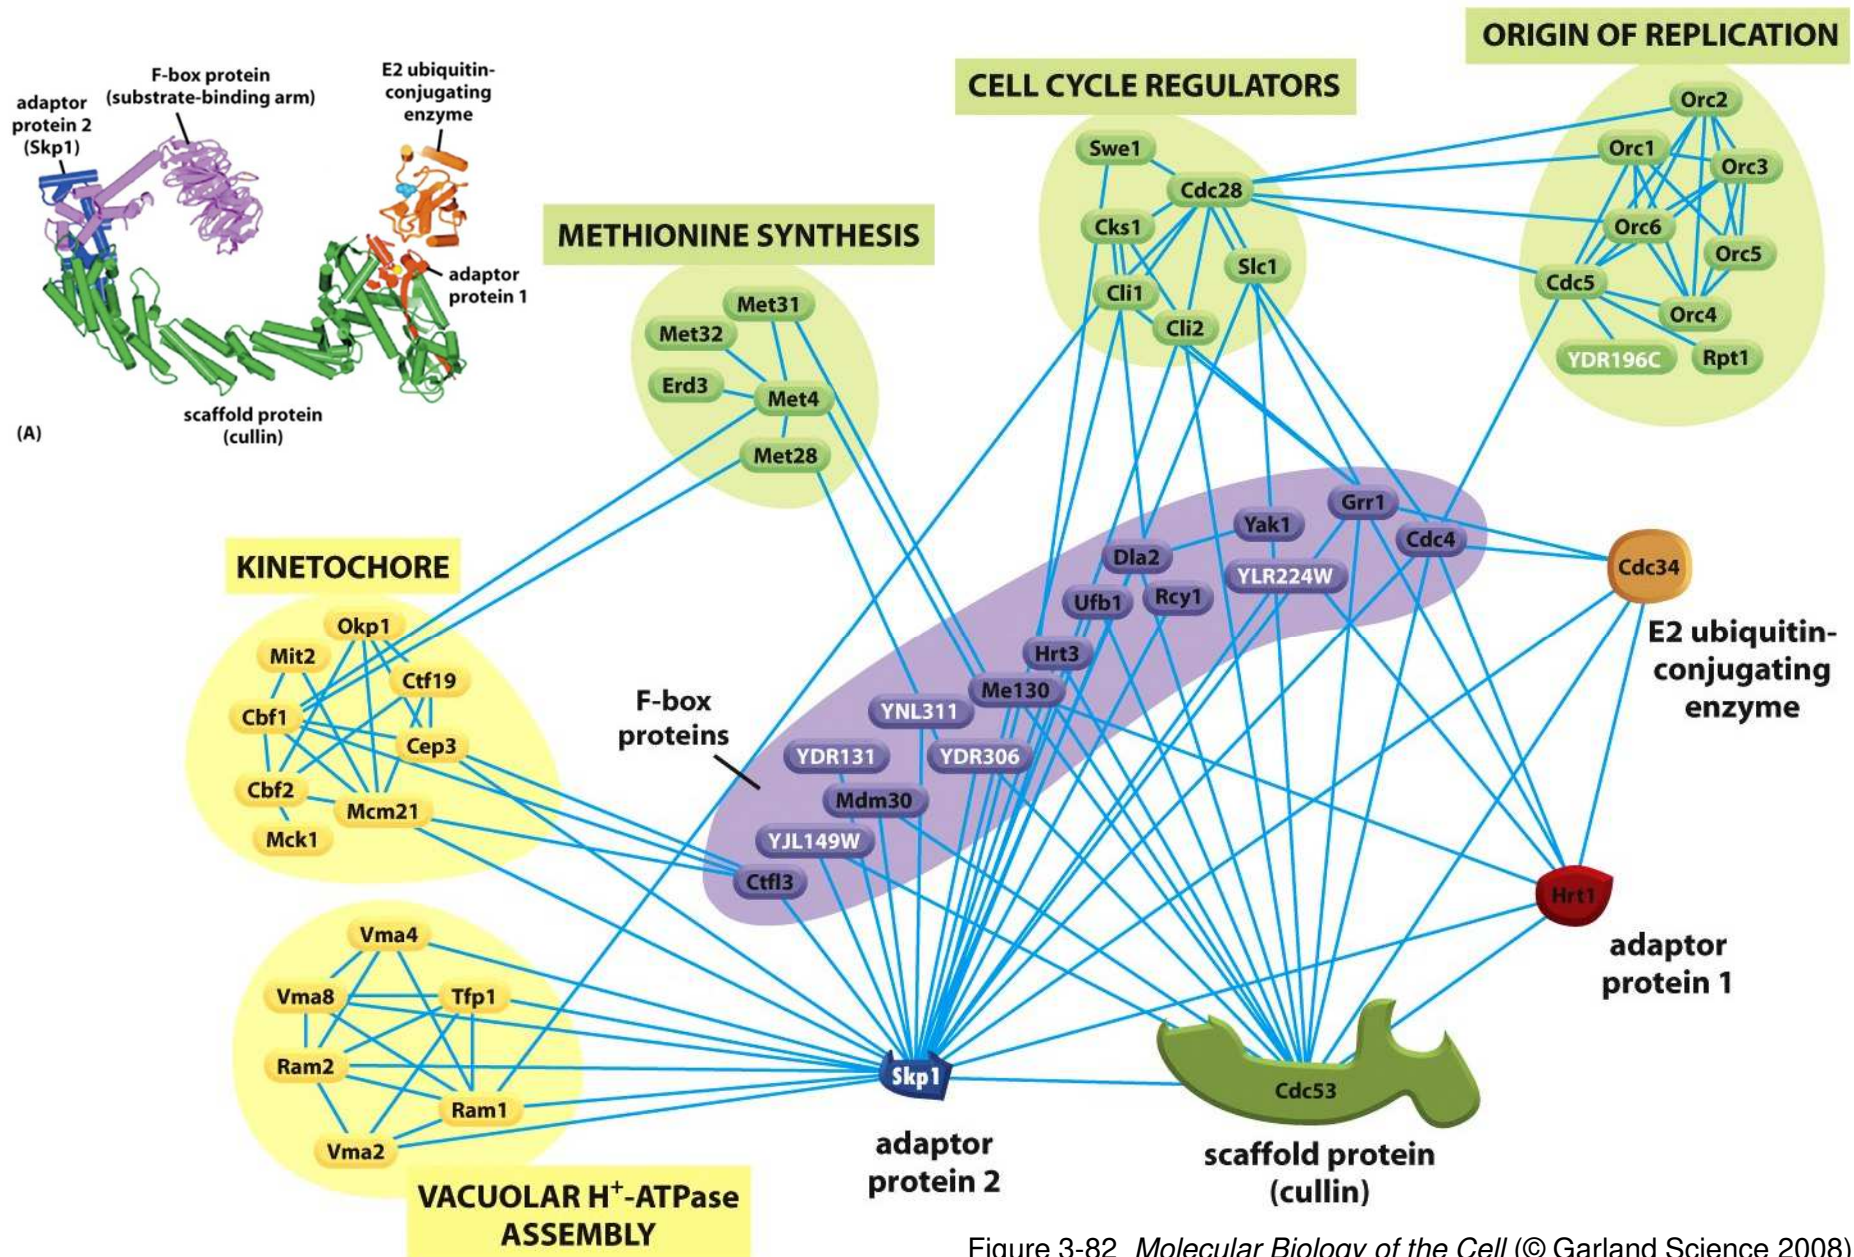 ORIGIN OF REPLICATION
CELL CYCLE REGULATORS
F-box protein
(substrate-binding arm)
E2 ubiquitin-
conjugating
enzyme
adaptor
protein 2
(Skp1)
adaptor
protein 1
scaffold protein
(cullin)
(A)
METHIONINE SYNTHESIS
Met31
Met32
Erd3
Met4
Met28
Swe1
Cdc28
Cks1
Slc1
Cli1
Cli2
Orc2
Orc1
Orc3
Orc6
Orc5
Cdc5
Orc4
YDR196C
Rpt1
KINETOCHORE
Okp1
Mit2
Ctf19
Cbf1
Cep3
Cbf2
Mcm21
Mck1
F-box
proteins
Grr1
Yak1
Cdc4
Dla2
YLR224W
Ufb1
Rcy1
Hrt3
Me130
YNL311
YDR131
YDR306
Mdm30
YJL149W
Ctfl3
Cdc34
E2 ubiquitin-
conjugating
enzyme
Hrt1
adaptor
protein 1
Vma4
Vma8
Tfp1
Ram2
Ram1
Vma2
VACUOLAR H⁺-ATPase
ASSEMBLY
Skp1
adaptor
protein 2
Cdc53
scaffold protein
(cullin)
Figure 3-82 Molecular Biology of the Cell (© Garland Science 2008)